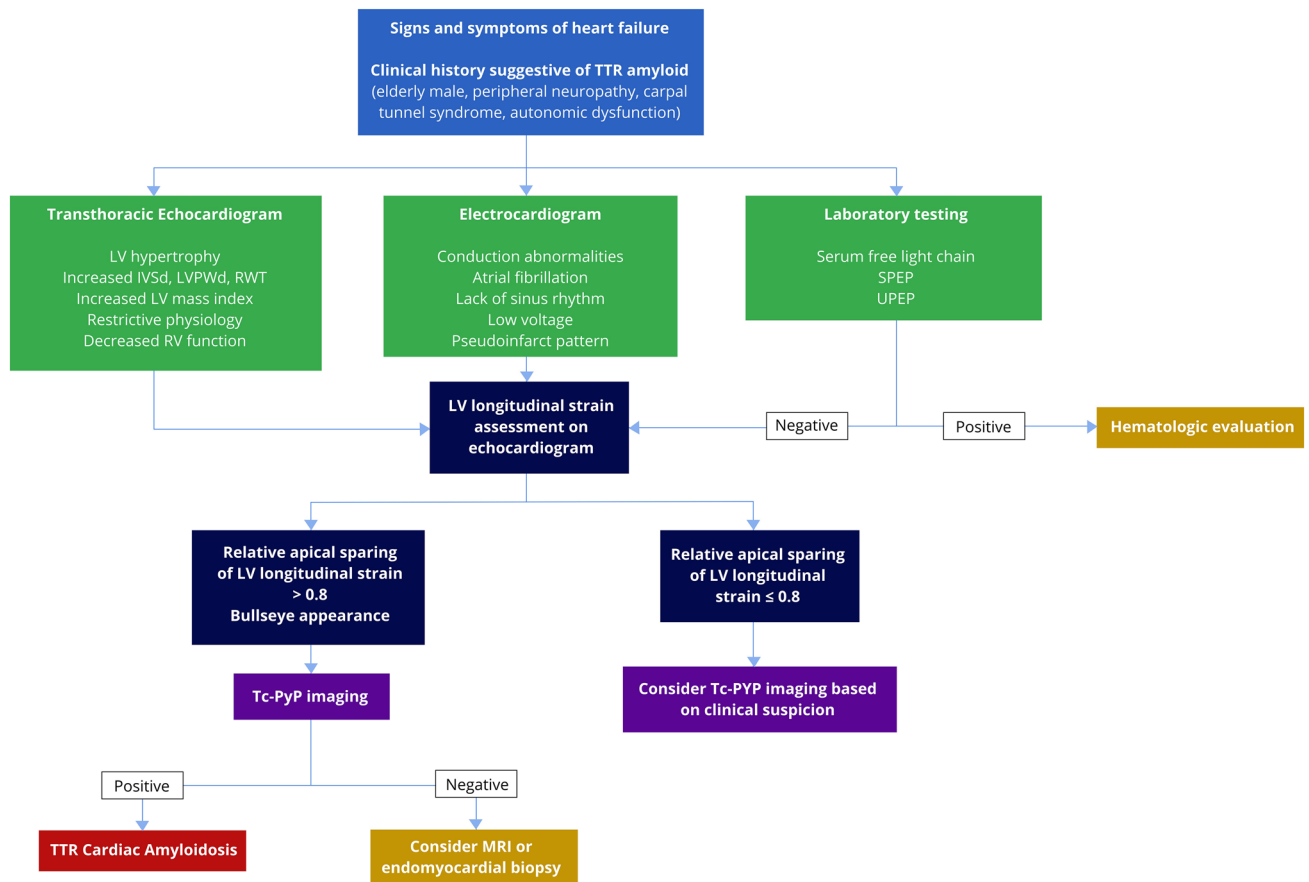 Signs and symptoms of heart failure
Clinical history suggestive of TTR amyloid
(elderly male, peripheral neuropathy, carpal
tunnel syndrome, autonomic dysfunction)
Transthoracic Echocardiogram
LV hypertrophy
Increased IVSd, LVPWd, RWT
Increased LV mass index
Restrictive physiology
Decreased RV function
Electrocardiogram
Conduction abnormalities
Atrial fibrillation
Lack of sinus rhythm
Low voltage
Pseudoinfarct pattern
Laboratory testing
Serum free light chain
SPEP
UPEP
LV longitudinal strain
assessment on
echocardiogram
Negative
Positive
Hematologic evaluation
Relative apical sparing
of LV longitudinal strain
> 0.8
Bullseye appearance
Relative apical sparing
of LV longitudinal
strain ≤ 0.8
Tc-PyP imaging
Consider Tc-PYP imaging based
on clinical suspicion
Positive
Negative
TTR Cardiac Amyloidosis
Consider MRI or
endomyocardial biopsy